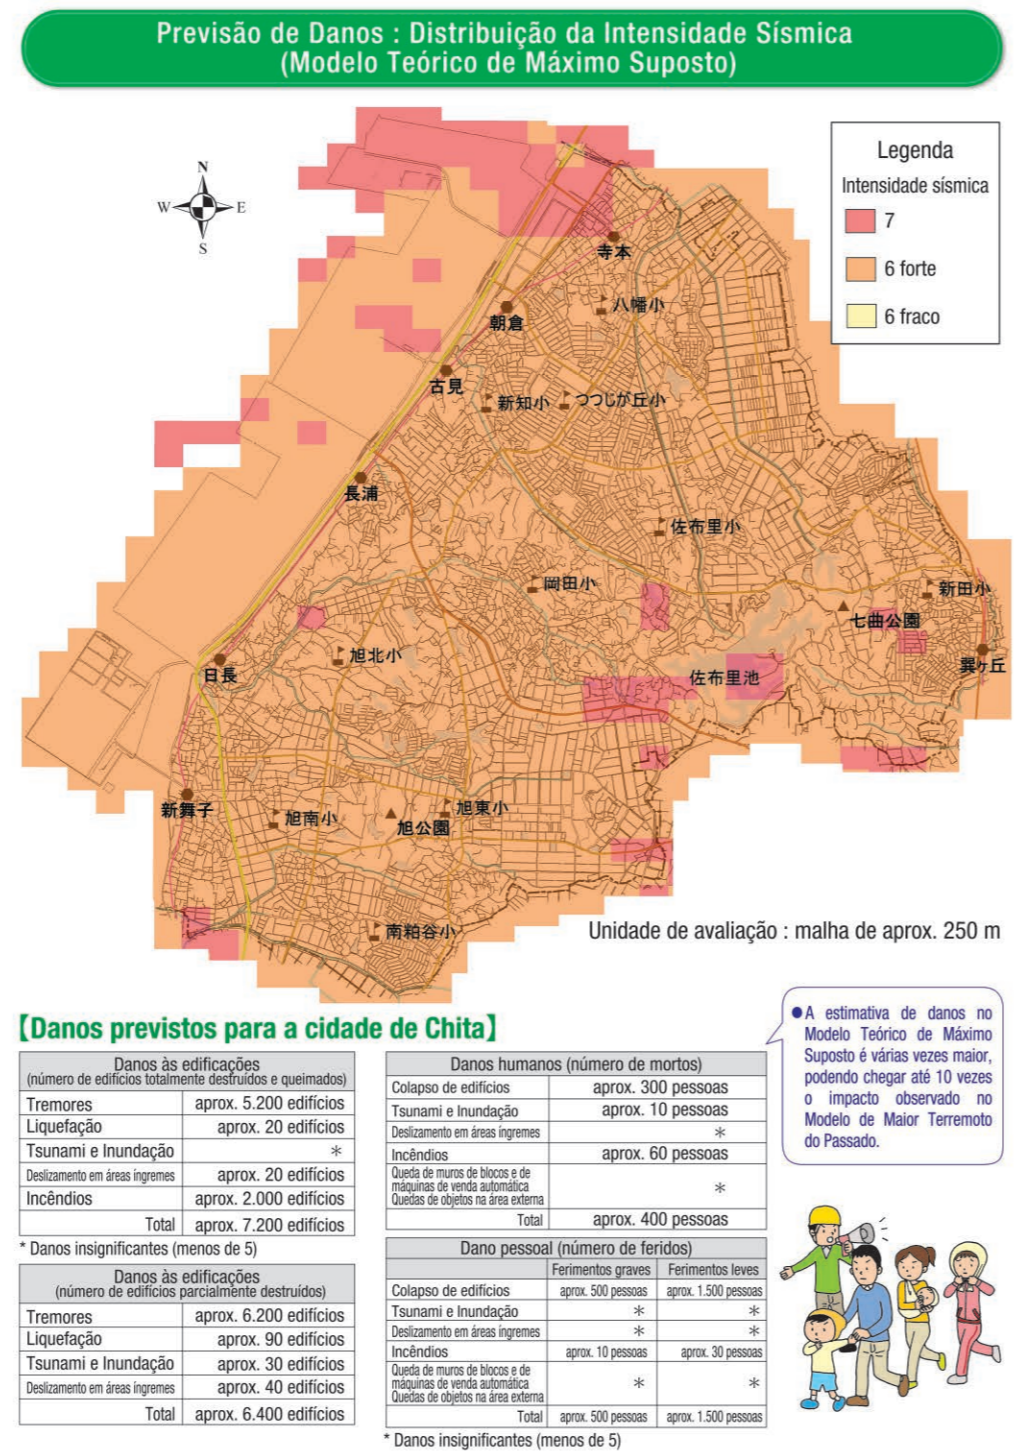 Previsão de Danos : Distribuição da Intensidade Sísmica
(Modelo Teórico de Máximo Suposto)
Legenda
Intensidade sísmica
7
6 forte
6 fraco
N
W
E
S
寺本
八幡小
朝倉
古見
新知小
つつじが丘小
長浦
佐布里小
岡田小
新田小
七曲公園
旭北小
巽ヶ丘
日長
佐布里池
新舞子
旭南小
旭公園
旭東小
南粕谷小
Unidade de avaliação : malha de aprox. 250 m
【Danos previstos para a cidade de Chita】
Danos às edificações
(número de edifícios totalmente destruídos e queimados)
Tremores aprox. 5.200 edifícios
Liquefação aprox. 20 edifícios
Tsunami e Inundação *
Deslizamento em áreas íngremes aprox. 20 edifícios
Incêndios aprox. 2.000 edifícios
Total aprox. 7.200 edifícios
* Danos insignificantes (menos de 5)
Danos às edificações
(número de edifícios parcialmente destruídos)
Tremores aprox. 6.200 edifícios
Liquefação aprox. 90 edifícios
Tsunami e Inundação aprox. 30 edifícios
Deslizamento em áreas íngremes aprox. 40 edifícios
Total aprox. 6.400 edifícios
Danos humanos (número de mortos)
Colapso de edifícios aprox. 300 pessoas
Tsunami e Inundação aprox. 10 pessoas
Deslizamento em áreas íngremes *
Incêndios aprox. 60 pessoas
Queda de muros de blocos e de
máquinas de venda automática
Quedas de objetos na área externa *
Total aprox. 400 pessoas
Dano pessoal (número de feridos)
Ferimentos graves Ferimentos leves
Colapso de edifícios aprox. 500 pessoas aprox. 1.500 pessoas
Tsunami e Inundação * *
Deslizamento em áreas íngremes * *
Incêndios aprox. 10 pessoas aprox. 30 pessoas
Queda de muros de blocos e de
máquinas de venda automática
Quedas de objetos na área externa * *
Total aprox. 500 pessoas aprox. 1.500 pessoas
* Danos insignificantes (menos de 5)
●A estimativa de danos no
Modelo Teórico de Máximo
Suposto é várias vezes maior,
podendo chegar até 10 vezes
o impacto observado no
Modelo de Maior Terremoto
do Passado.